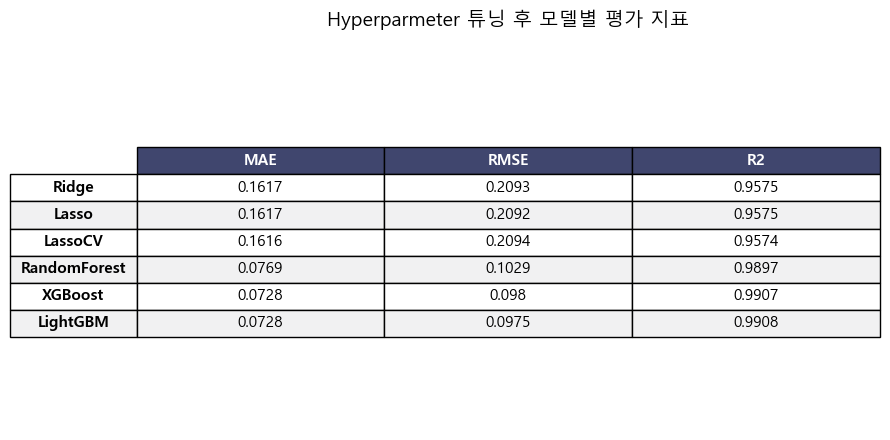 Hyperparmeter 튜닝 후 모델별 평가 지표
MAE RMSE R2
Ridge 0.1617 0.2093 0.9575
Lasso 0.1617 0.2092 0.9575
LassoCV 0.1616 0.2094 0.9574
RandomForest 0.0769 0.1029 0.9897
XGBoost 0.0728 0.098 0.9907
LightGBM 0.0728 0.0975 0.9908